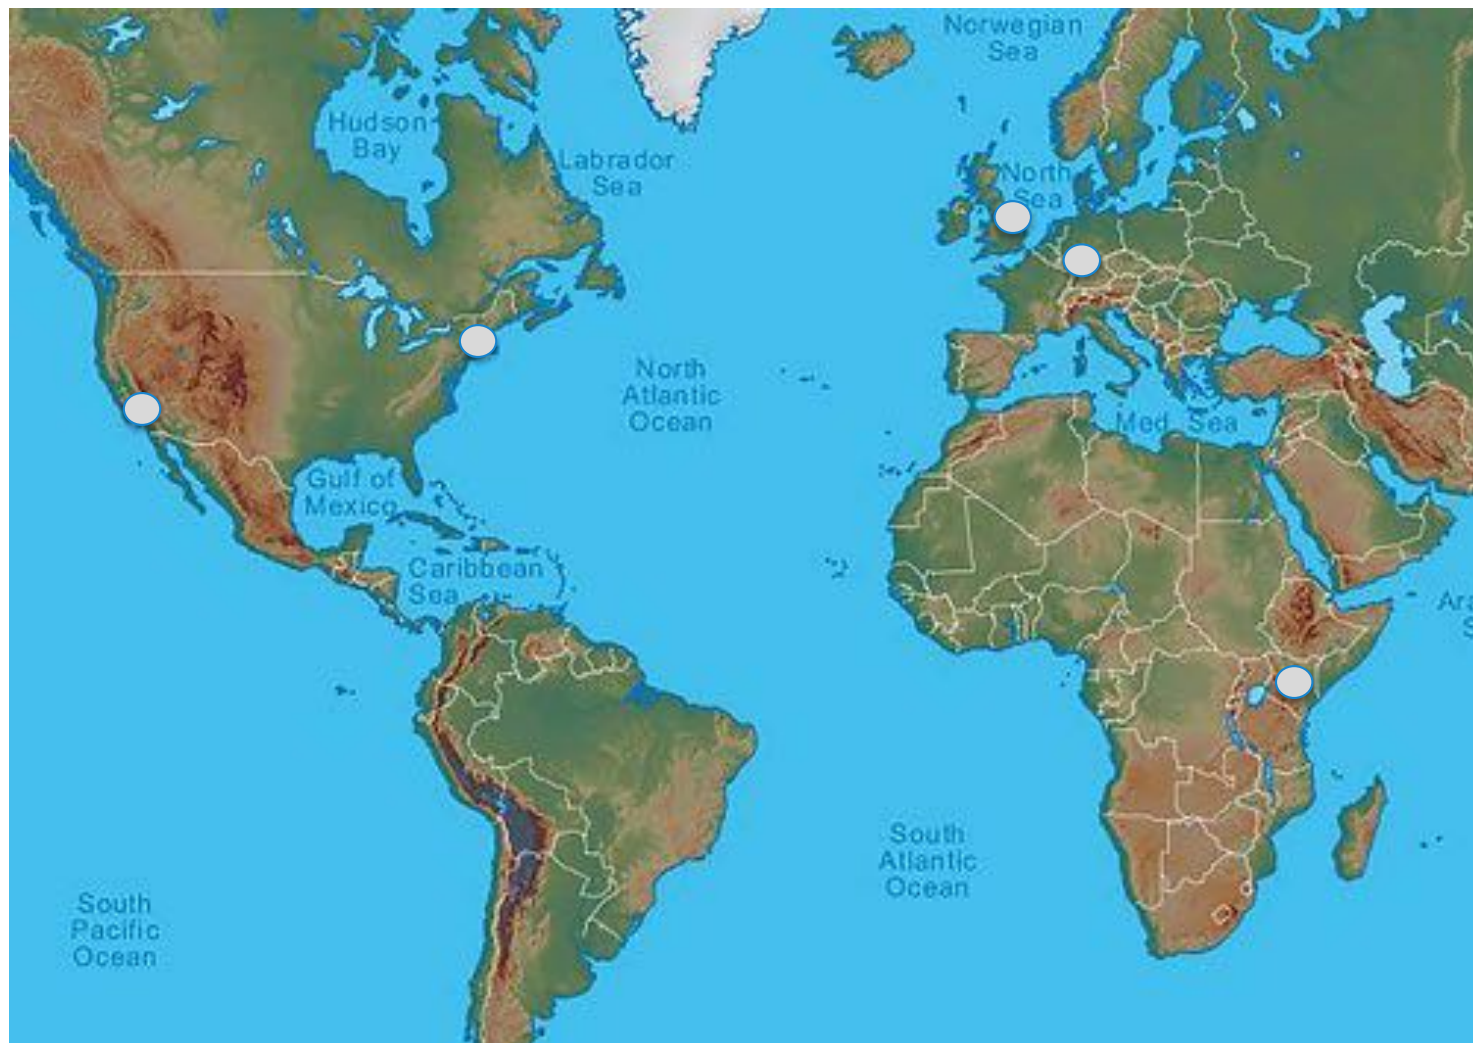 Norwegian
Sea
Hudson
Bay
Labrador
Sea
North
Sea
North
Atlantic
Ocean
Med Sea
Gulf of
Mexico
Caribbean
Sea
South
Atlantic
Ocean
South
Pacific
Ocean